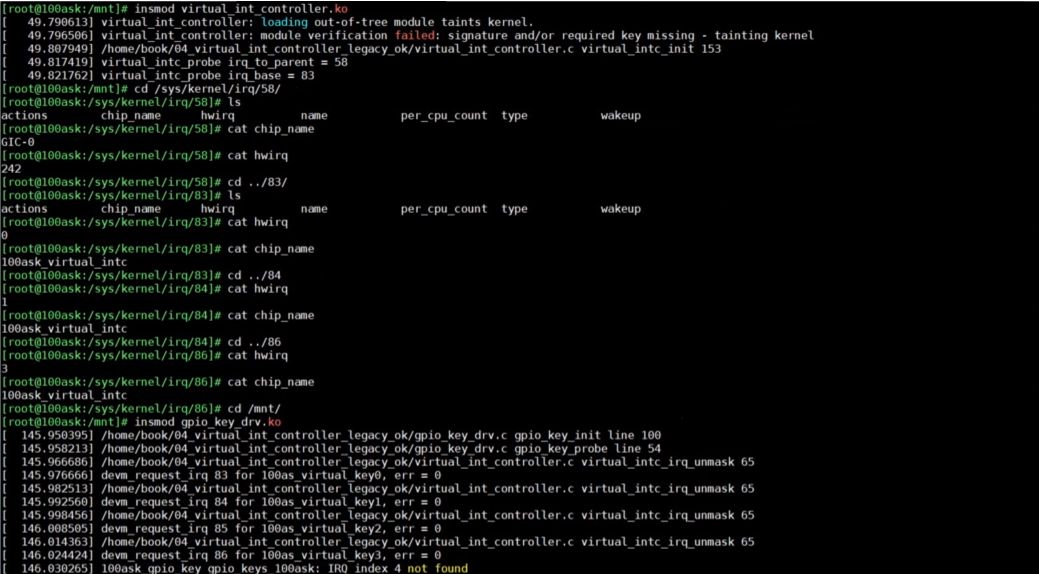 [root@100ask:/mnt]# insmod virtual_int_controller.ko
[   49.790613] virtual_int_controller: loading out-of-tree module taints kernel.
[   49.796506] virtual_int_controller: module verification failed: signature and/or required key missing - tainting kernel
[   49.807949] /home/book/04_virtual_int_controller_legacy_ok/virtual_int_controller.c virtual_intc_init 153
[   49.817419] virtual_intc_probe irq_to_parent = 58
[   49.821762] virtual_intc_probe irq_base = 83
[root@100ask:/mnt]# cd /sys/kernel/irq/58/
[root@100ask:/sys/kernel/irq/58]# ls
actions        chip_name      hwirq          name           per_cpu_count  type           wakeup
[root@100ask:/sys/kernel/irq/58]# cat chip_name
GIC-0
[root@100ask:/sys/kernel/irq/58]# cat hwirq
242
[root@100ask:/sys/kernel/irq/58]# cd ../83/
[root@100ask:/sys/kernel/irq/83]# ls
actions        chip_name      hwirq          name           per_cpu_count  type           wakeup
[root@100ask:/sys/kernel/irq/83]# cat hwirq
0
[root@100ask:/sys/kernel/irq/83]# cat chip_name
100ask_virtual_intc
[root@100ask:/sys/kernel/irq/83]# cd ../84
[root@100ask:/sys/kernel/irq/84]# cat hwirq
1
[root@100ask:/sys/kernel/irq/84]# cat chip_name
100ask_virtual_intc
[root@100ask:/sys/kernel/irq/84]# cd ../86
[root@100ask:/sys/kernel/irq/86]# cat hwirq
3
[root@100ask:/sys/kernel/irq/86]# cat chip_name
100ask_virtual_intc
[root@100ask:/sys/kernel/irq/86]# cd /mnt/
[root@100ask:/mnt]# insmod gpio_key_drv.ko
[  145.950395] /home/book/04_virtual_int_controller_legacy_ok/gpio_key_drv.c gpio_key_init line 100
[  145.958213] /home/book/04_virtual_int_controller_legacy_ok/gpio_key_drv.c gpio_key_probe line 54
[  145.966686] /home/book/04_virtual_int_controller_legacy_ok/virtual_int_controller.c virtual_intc_irq_unmask 65
[  145.976666] devm_request_irq 83 for 100as_virtual_key0, err = 0
[  145.982513] /home/book/04_virtual_int_controller_legacy_ok/virtual_int_controller.c virtual_intc_irq_unmask 65
[  145.992560] devm_request_irq 84 for 100as_virtual_key1, err = 0
[  145.998456] /home/book/04_virtual_int_controller_legacy_ok/virtual_int_controller.c virtual_intc_irq_unmask 65
[  146.008505] devm_request_irq 85 for 100as_virtual_key2, err = 0
[  146.014363] /home/book/04_virtual_int_controller_legacy_ok/virtual_int_controller.c virtual_intc_irq_unmask 65
[  146.024424] devm_request_irq 86 for 100as_virtual_key3, err = 0
[  146.030265] 100ask_gpio_key gpio_keys_100ask: IRQ index 4 not found